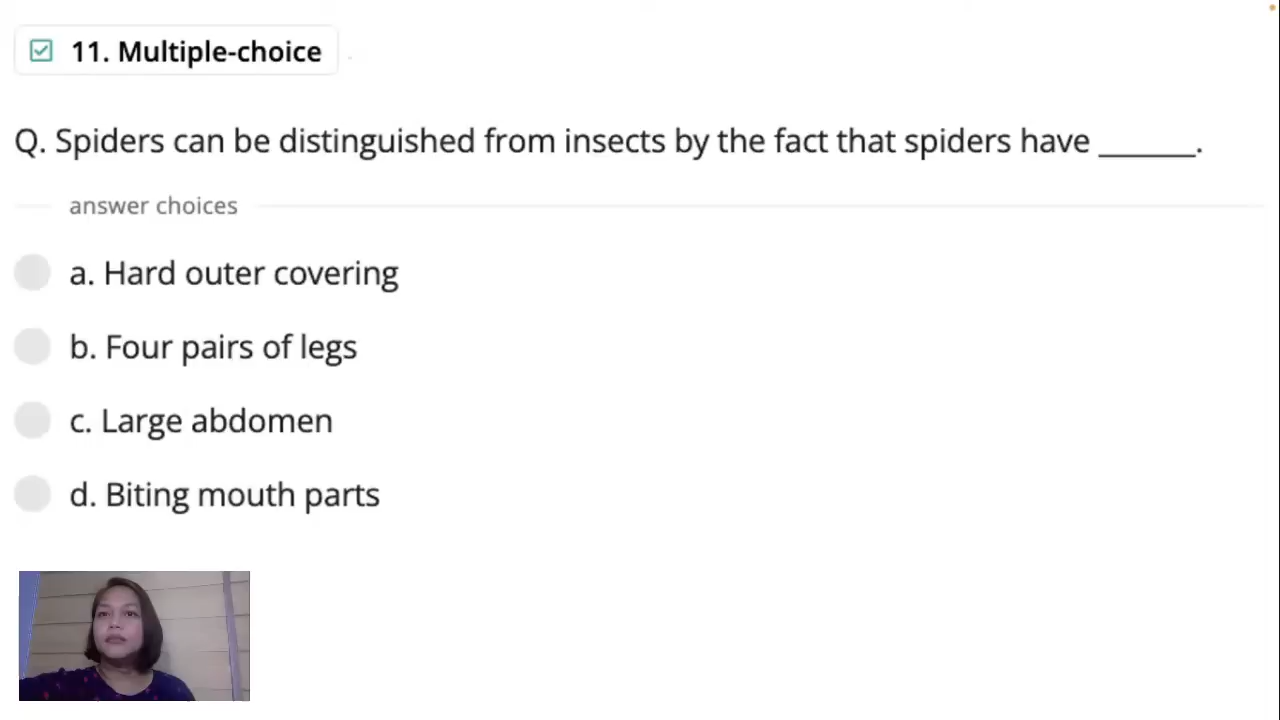 11. Multiple-choice
Q. Spiders can be distinguished from insects by the fact that spiders have ______.
answer choices
a. Hard outer covering
b. Four pairs of legs
c. Large abdomen
d. Biting mouth parts